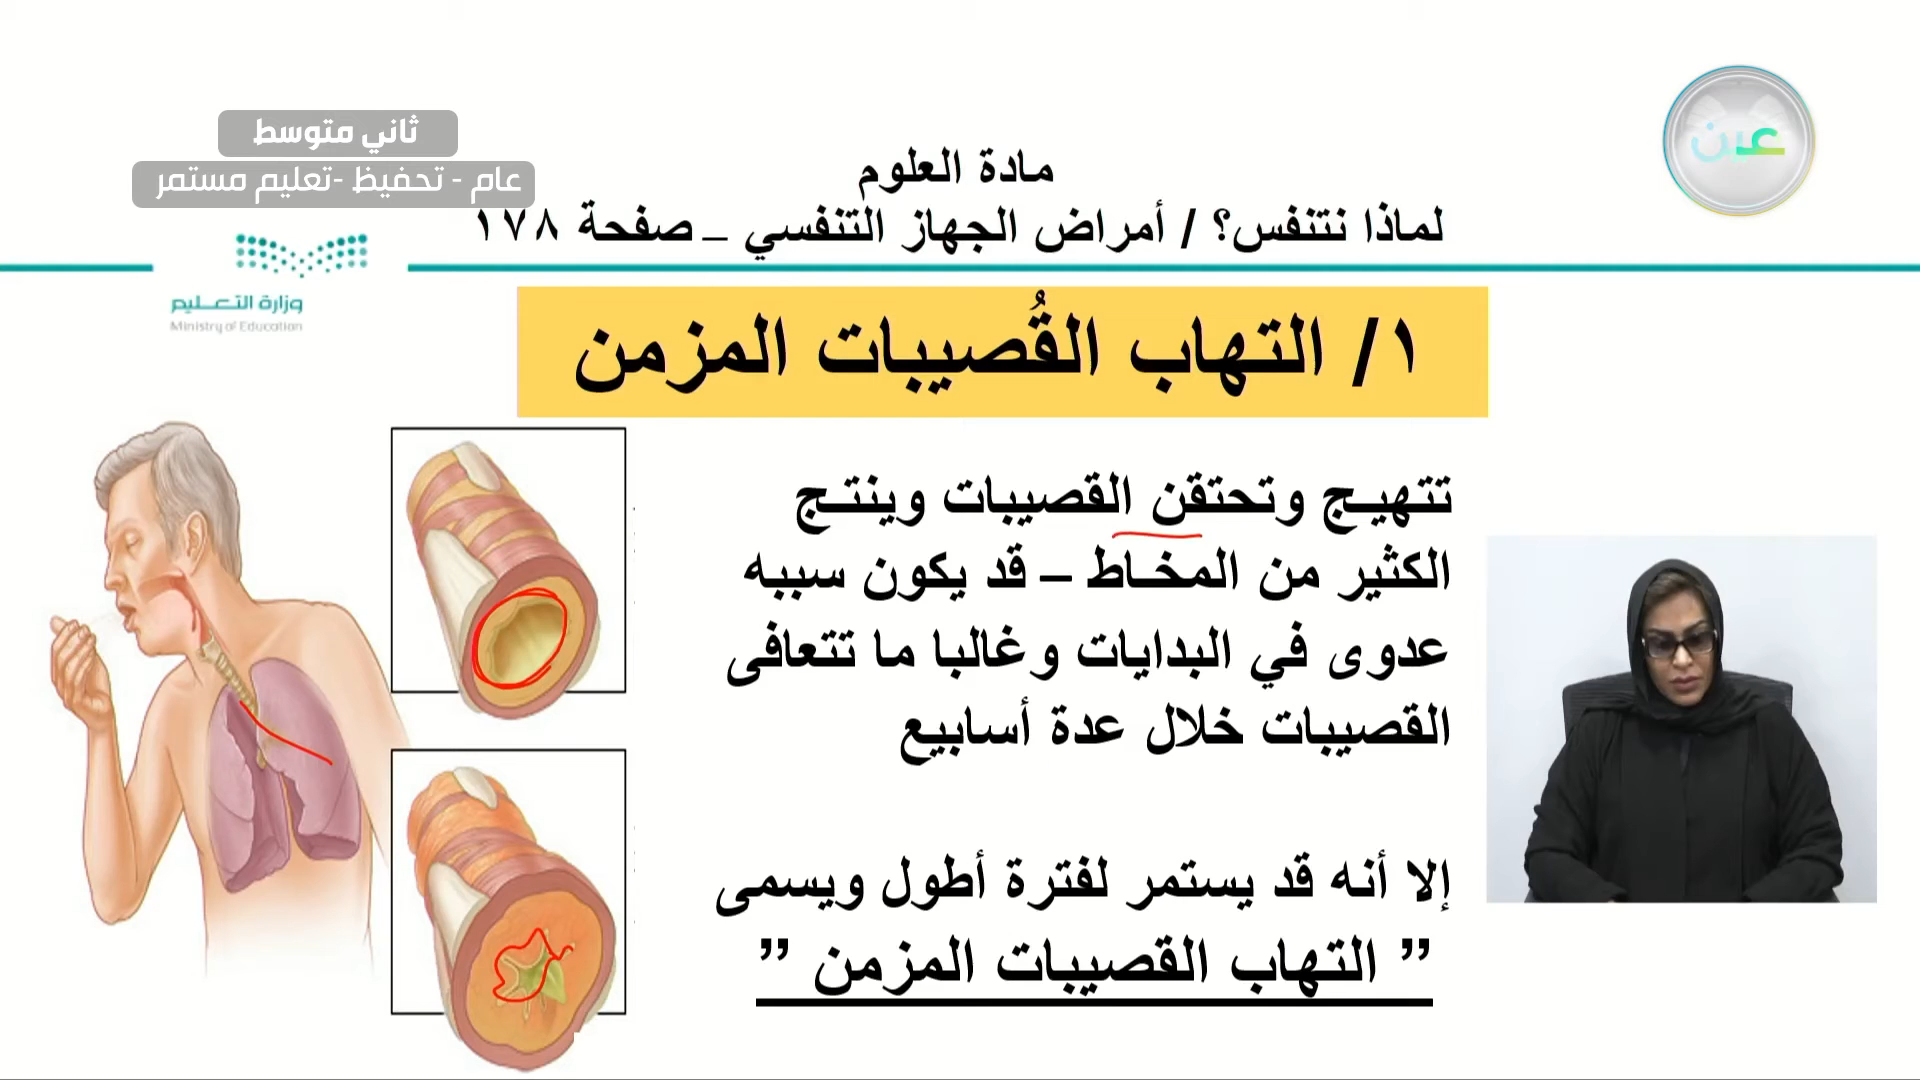 ثاني متوسط
عام - تحفيظ -تعليم مستمر
عين
مادة العلوم
لماذا نتنفس؟ / أمراض الجهاز التنفسي – صفحة ١٧٨
وزارة التعليم
Ministry of Education
١/ التهاب القُصيبات المزمن
تتهيج وتحتقن القصيبات وينتج
الكثير من المخاط – قد يكون سببه
عدوى في البدايات وغالبا ما تتعافى
القصيبات خلال عدة أسابيع
إلا أنه قد يستمر لفترة أطول ويسمى
” التهاب القصيبات المزمن ”